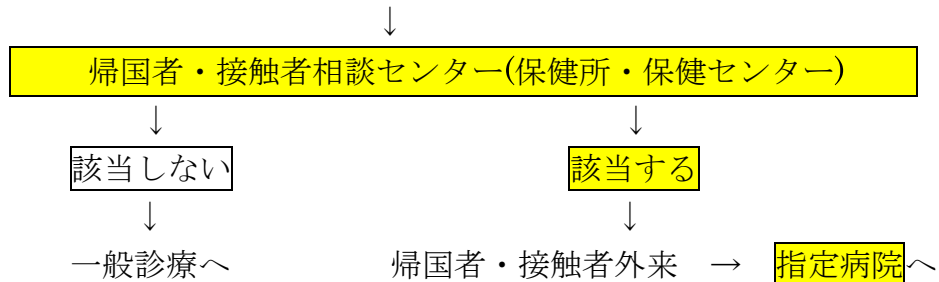 ↓
帰国者・接触者相談センター(保健所・保健センター)
↓ ↓
該当しない 該当する
↓ ↓
一般診療へ 帰国者・接触者外来 → 指定病院へ